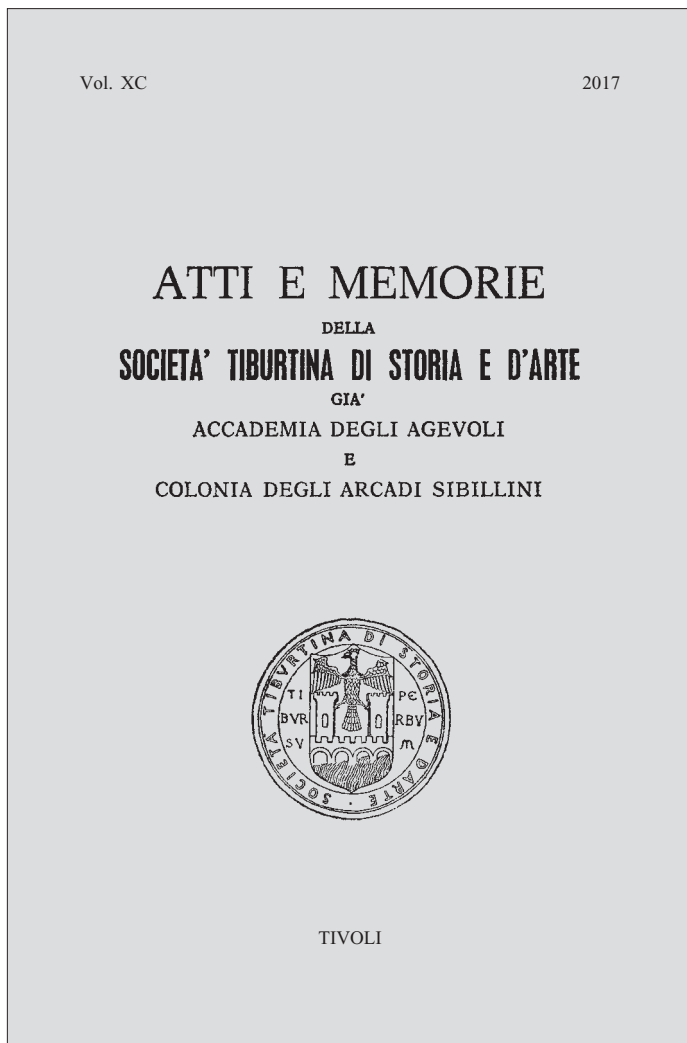 Vol. XC 2017
ATTI E MEMORIE
DELLA
SOCIETA' TIBURTINA DI STORIA E D'ARTE
GIA'
ACCADEMIA DEGLI AGEVOLI
E
COLONIA DEGLI ARCADI SIBILLINI
SOCIETA TIBVRTINA DI STORIA E D'ARTE
TI PE
BVR RBV
SV M
TIVOLI